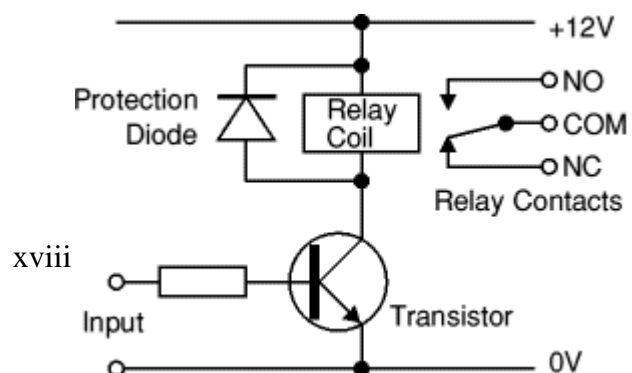 +12V
Protection
Diode
Relay
Coil
NO
COM
NC
Relay Contacts
xviii
Input
Transistor
0V